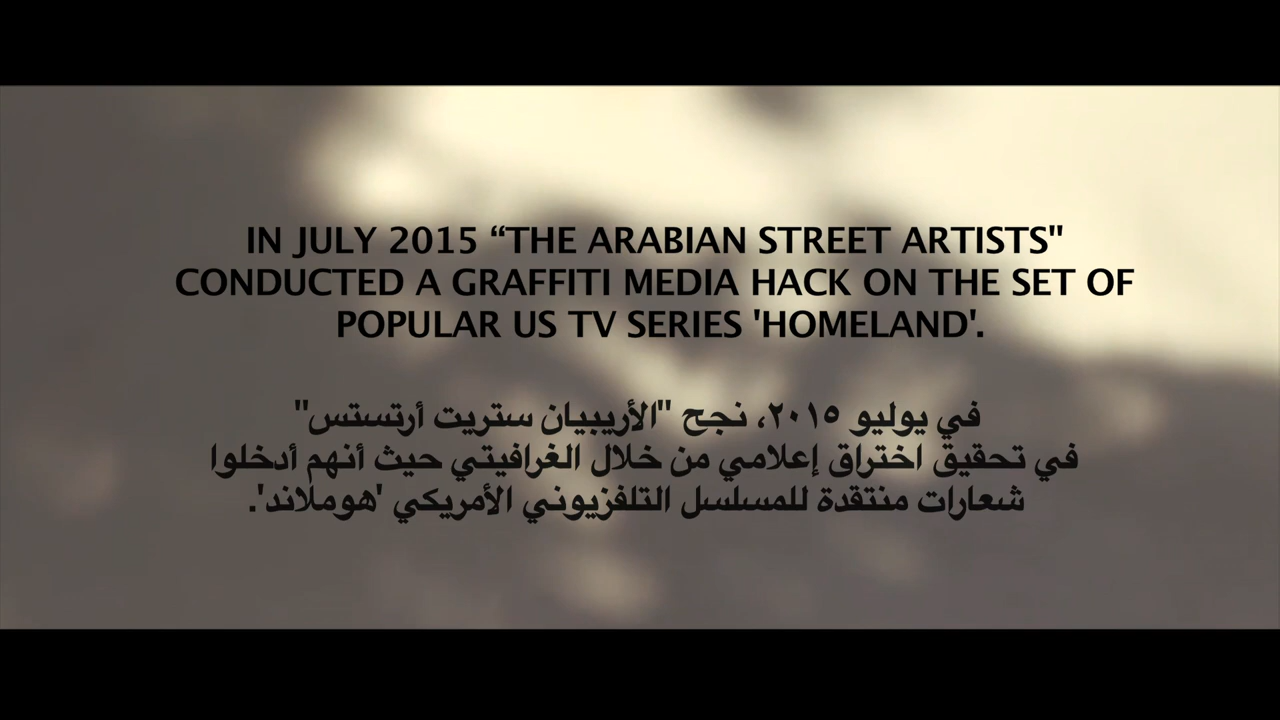 IN JULY 2015 “THE ARABIAN STREET ARTISTS"
CONDUCTED A GRAFFITI MEDIA HACK ON THE SET OF
POPULAR US TV SERIES 'HOMELAND'.
في يوليو ٢٠١٥، نجح "الأريبيان ستريت أرتستس"
في تحقيق اختراق إعلامي من خلال الغرافيتي حيث أنهم أدخلوا
شعارات منتقدة للمسلسل التلفزيوني الأمريكي 'هوملاند'.